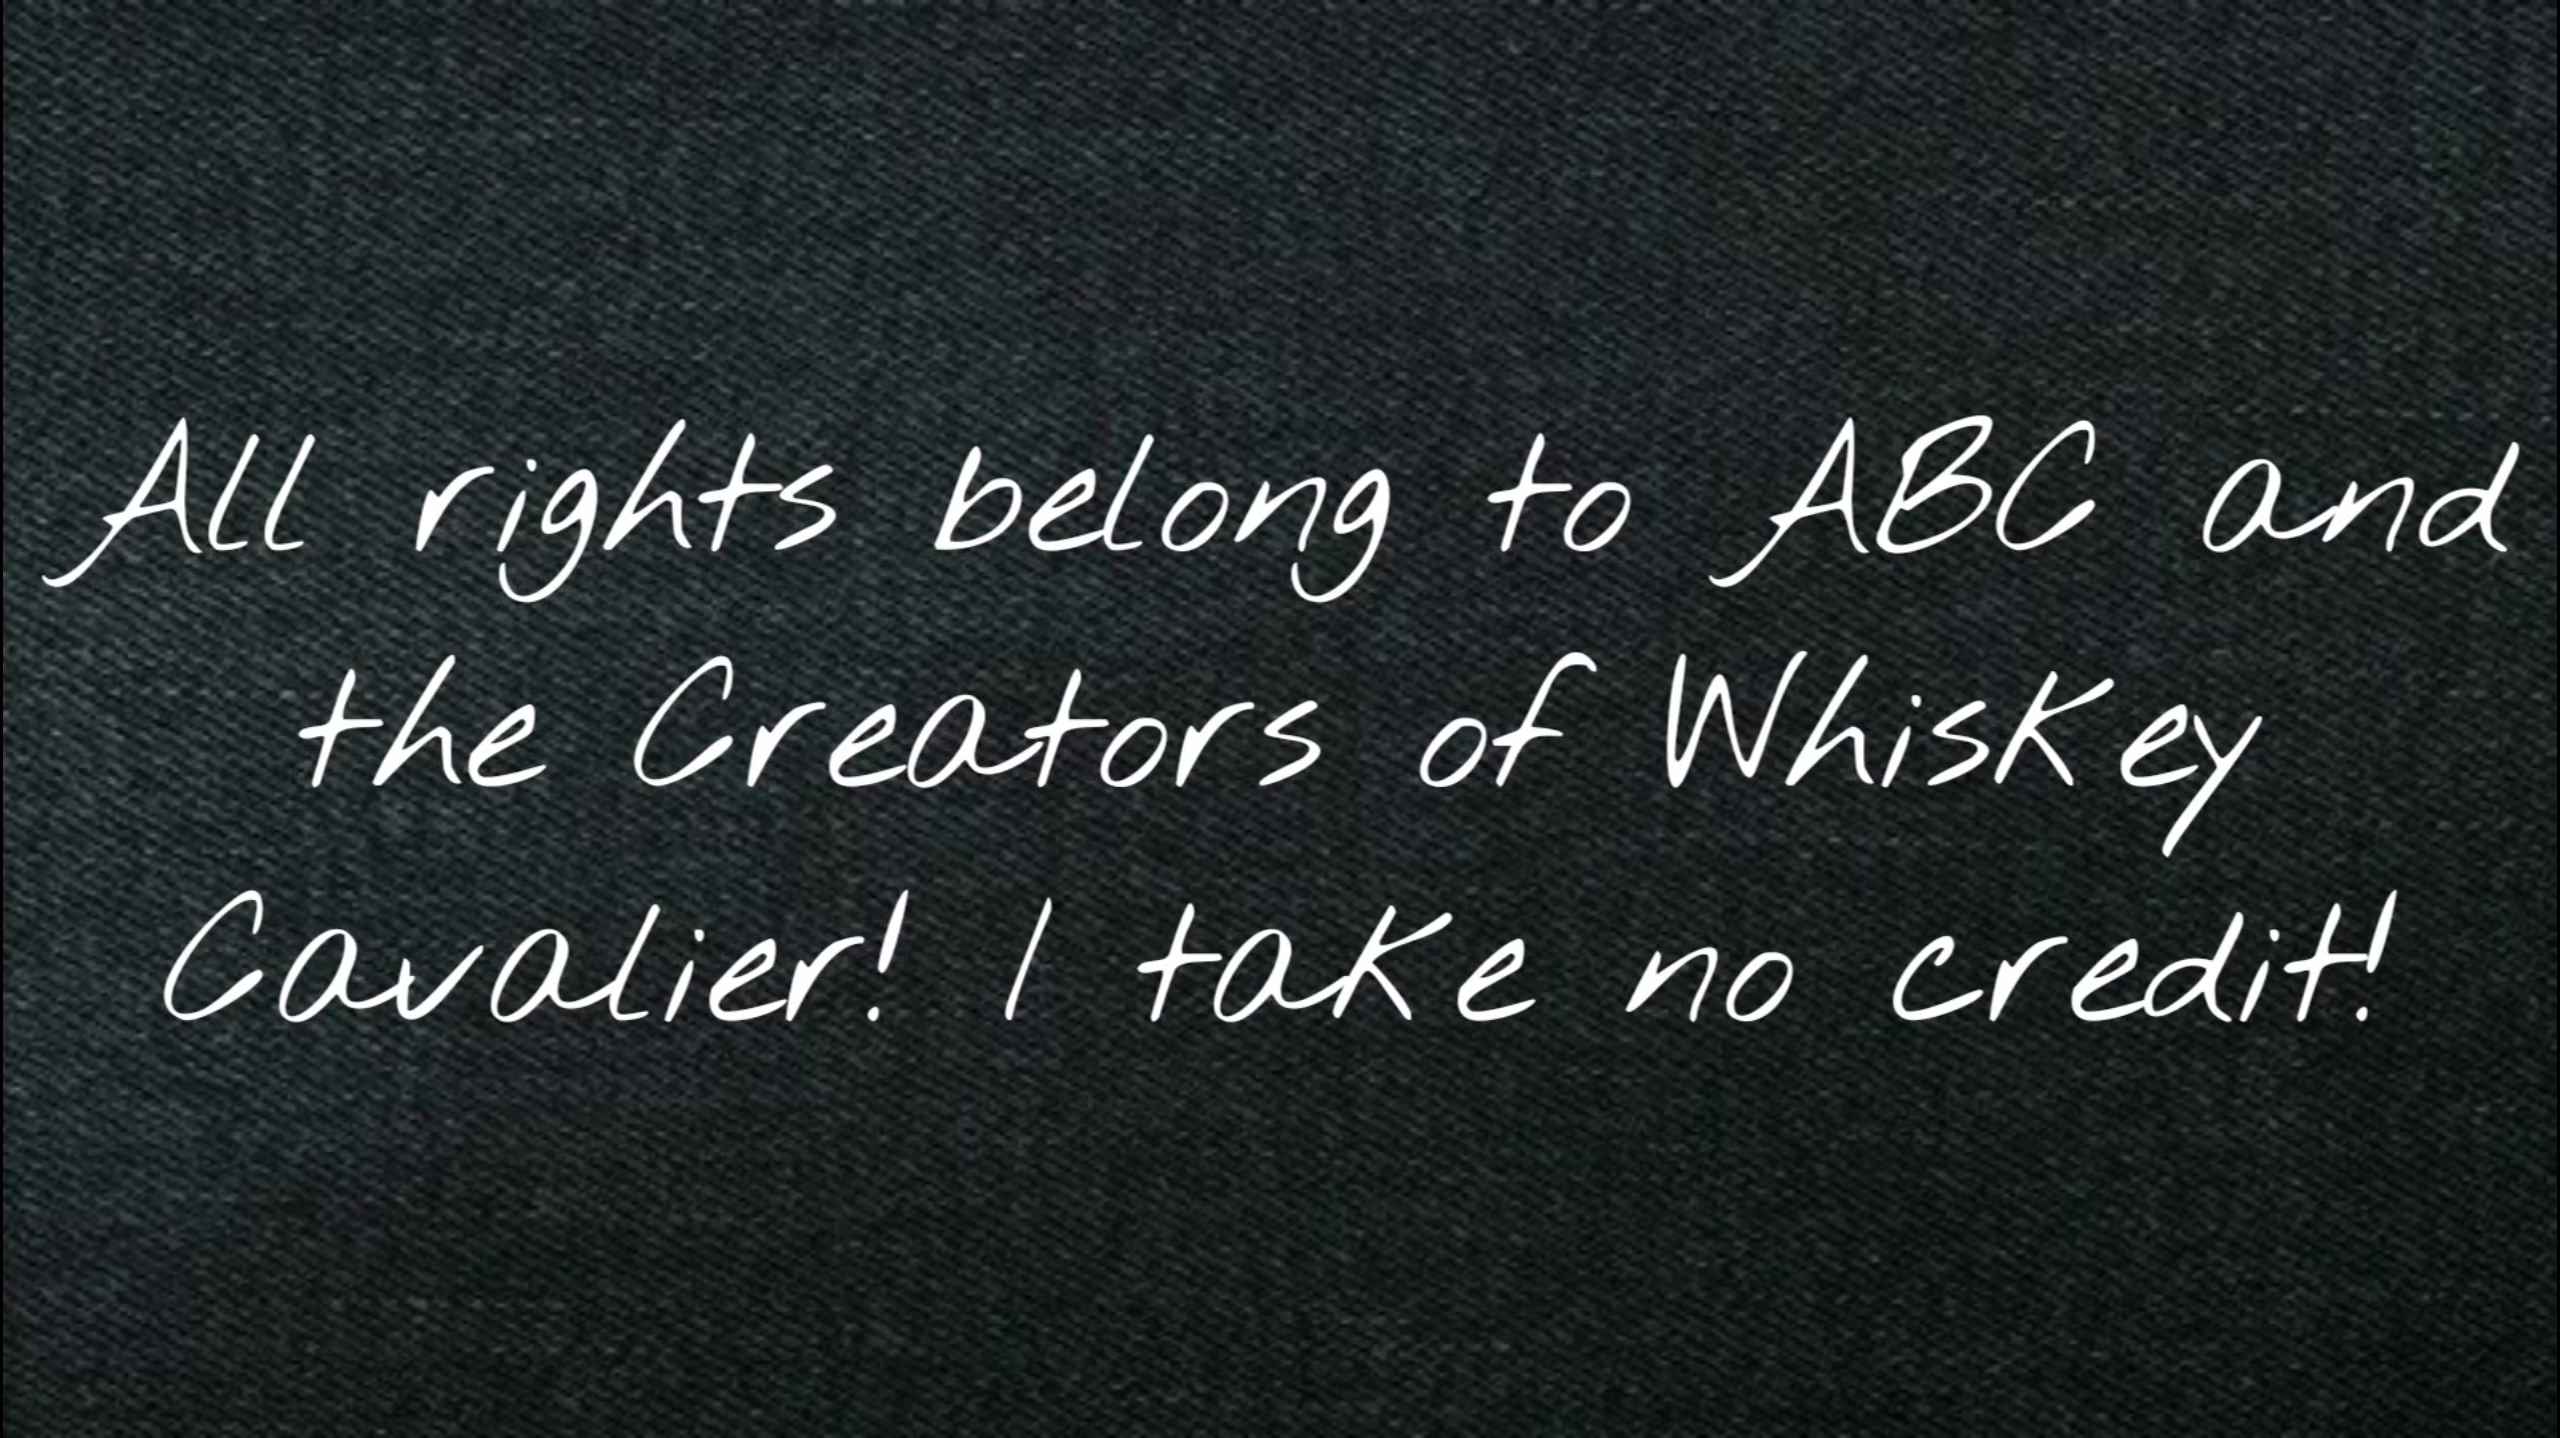 All rights belong to ABC and
the Creators of Whiskey
Cavalier! I take no credit!